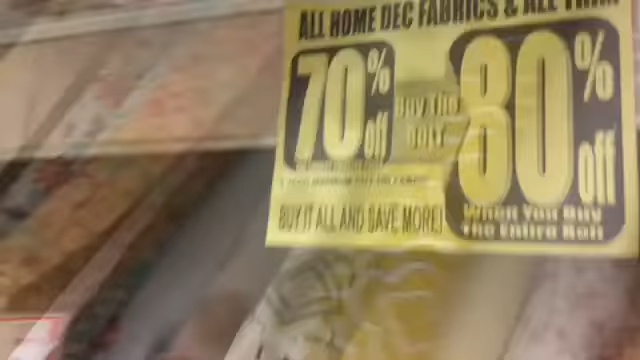 ALL HOME DEC FABRICS & ALL TRIM
70% off
Buy the Bolt
80% off
BUY IT ALL AND SAVE MORE!
When You Buy
The Entire Bolt